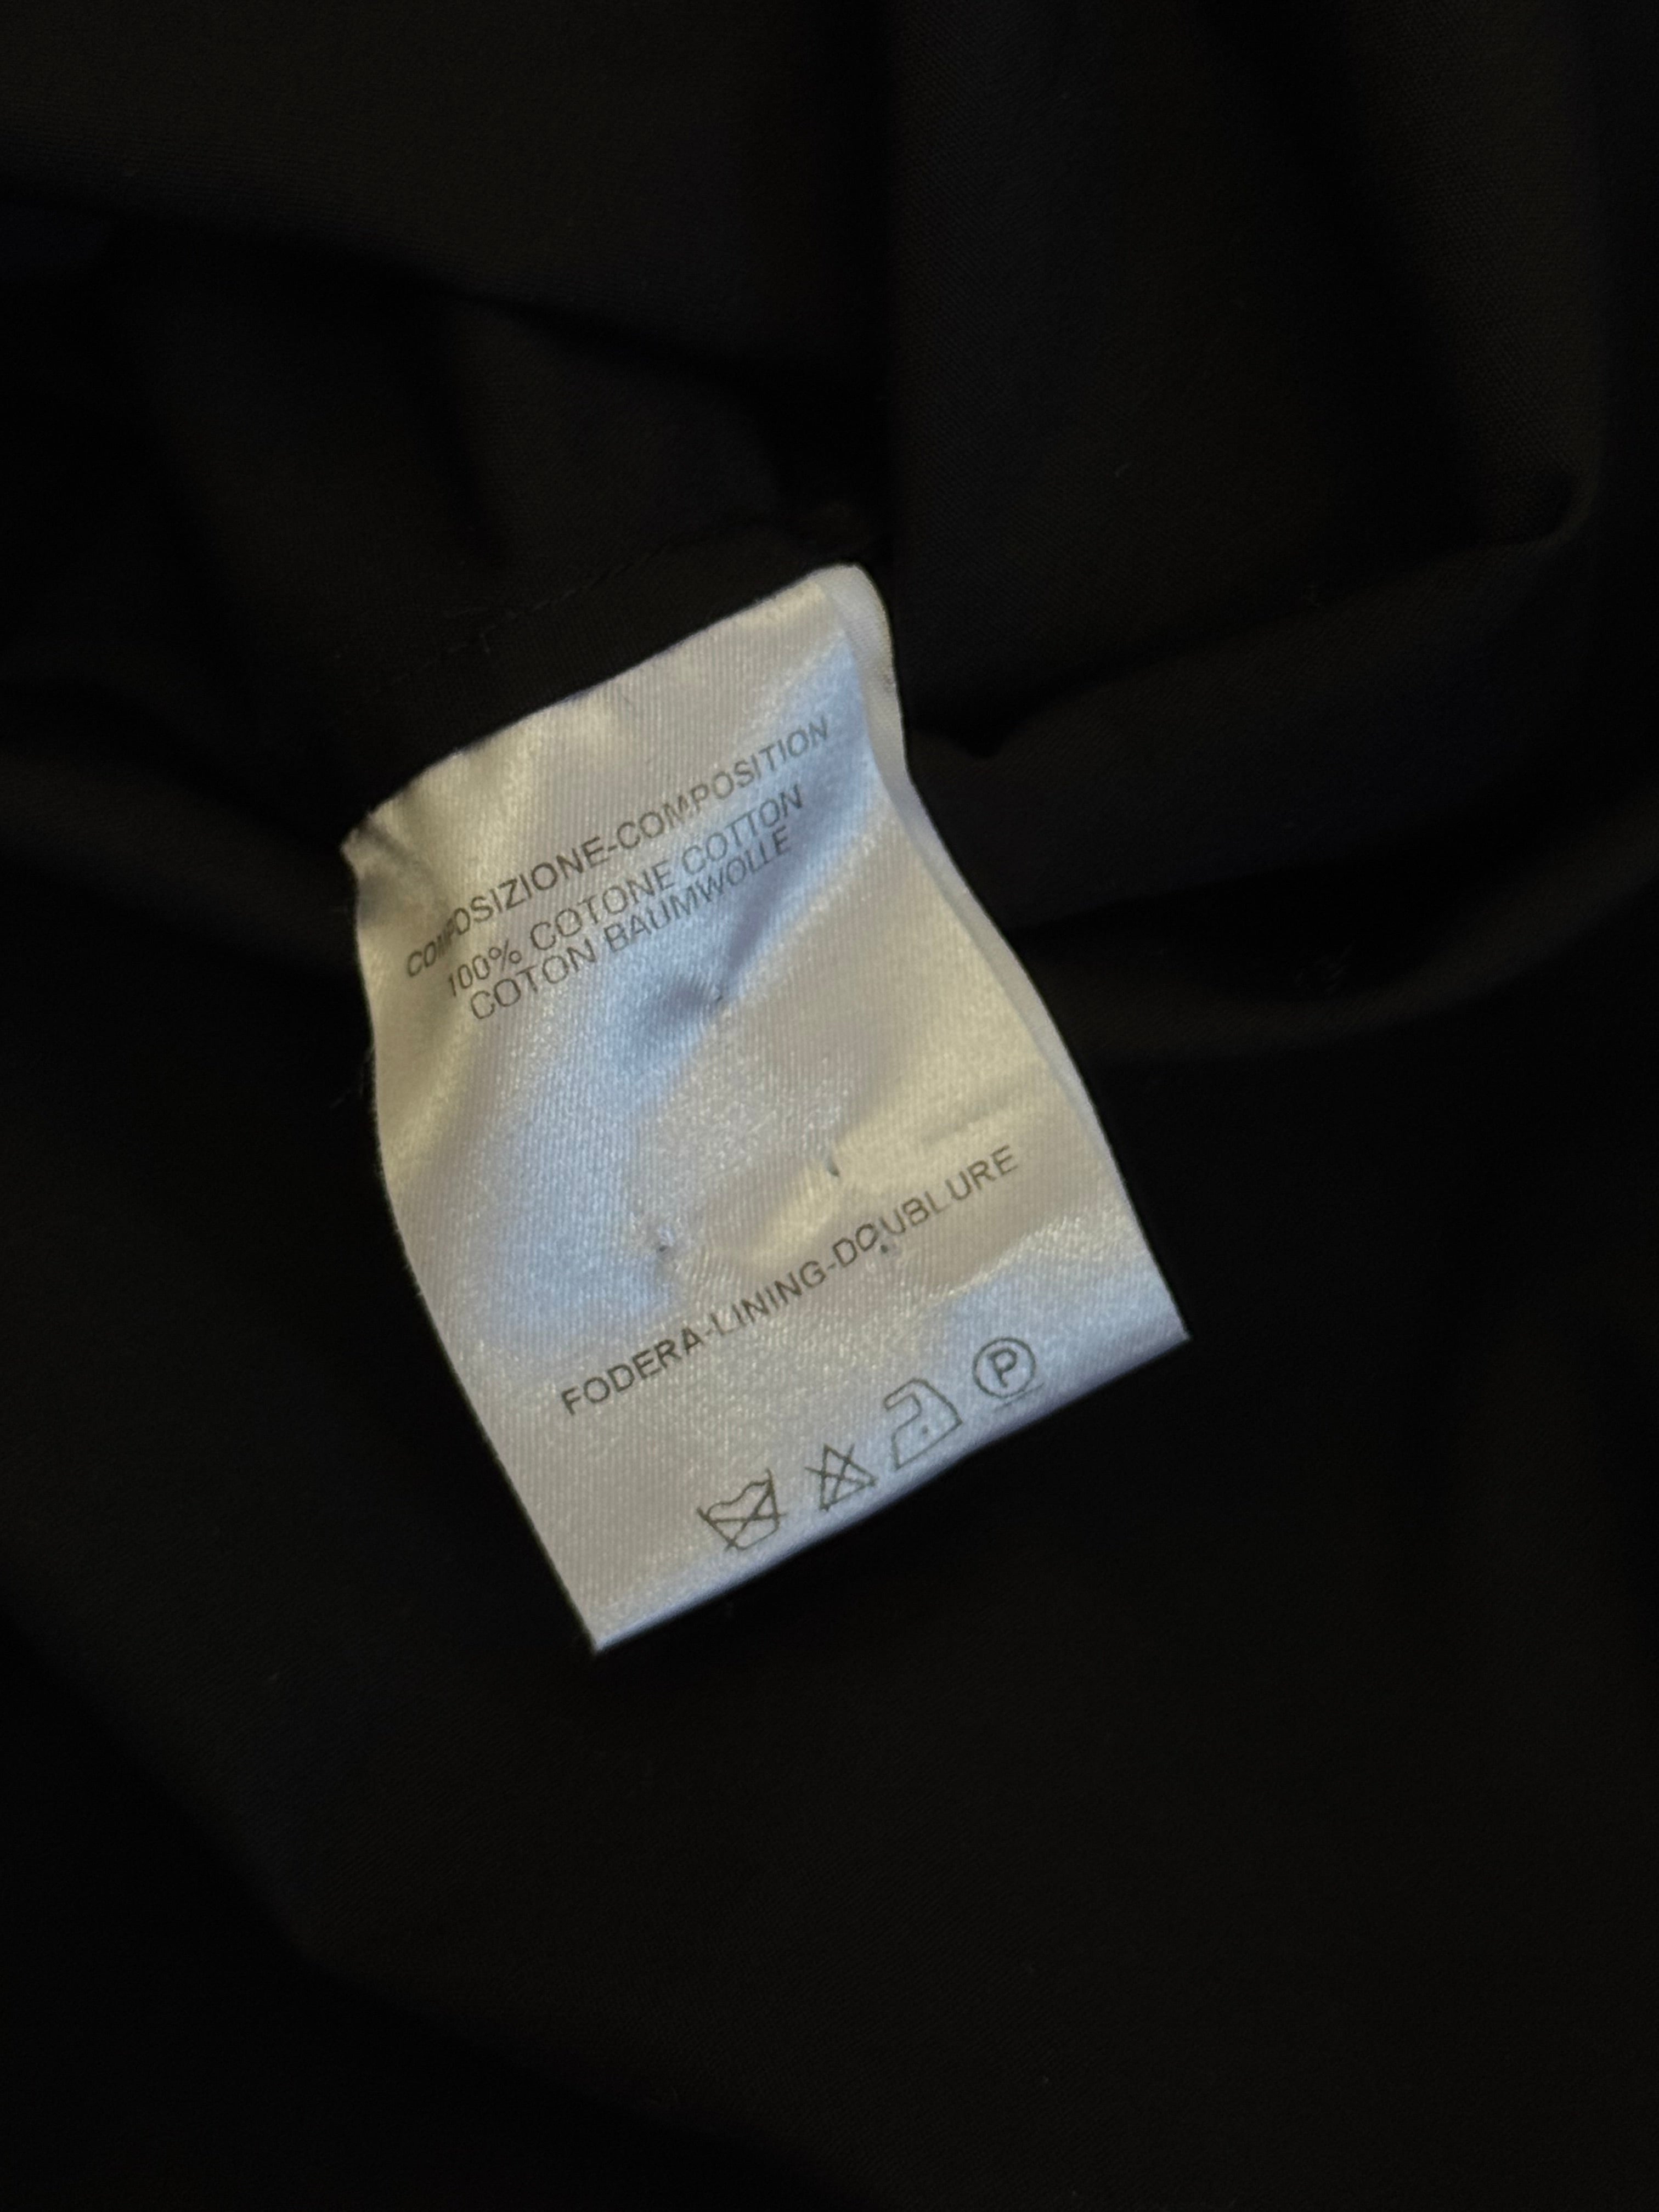 COMPOSIZIONE-COMPOSITION
100% COTONE COTTON
COTON BAUMWOLLE
FODERA-LINING-DOUBLURE
P